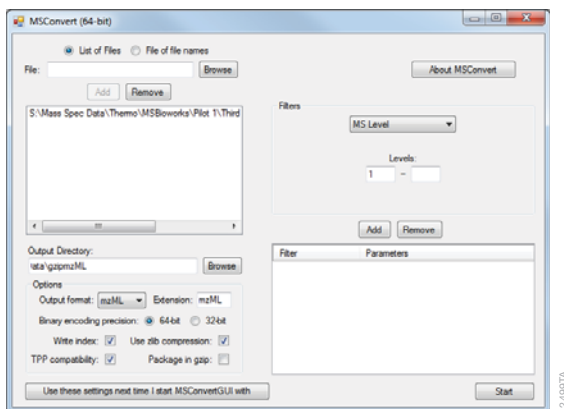 MSConvert (64-bit)
List of Files File of file names
File: Browse About MSConvert
Add Remove
S:\Mass Spec Data\Thermo\MSBioworks\Pilot 1\Third
Filters
MS Level
Levels:
1 -
Add Remove
Output Directory:
Browse
Filter Parameters
Options
Output format: mzML Extension: mzML
Binary encoding precision: 64-bit 32-bit
Write index: Use zlib compression:
TPP compatibility: Package in gzip:
Use these settings next time I start MSConvertGUI with
Start